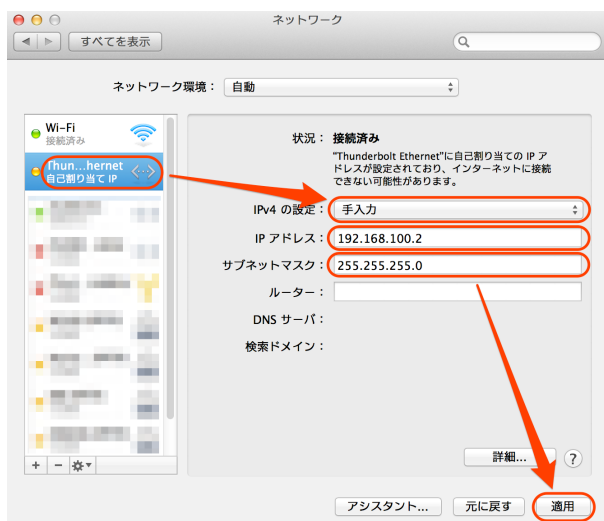 ネットワーク
すべてを表示
ネットワーク環境： 自動
Wi-Fi
接続済み
Thun...hernet
自己割り当て IP
状況： 接続済み
"Thunderbolt Ethernet"に自己割り当ての IP ア
ドレスが設定されており、インターネットに接続
できない可能性があります。
IPv4 の設定： 手入力
IP アドレス： 192.168.100.2
サブネットマスク： 255.255.255.0
ルーター：
DNS サーバ：
検索ドメイン：
詳細... ?
+ −
アシスタント... 元に戻す 適用